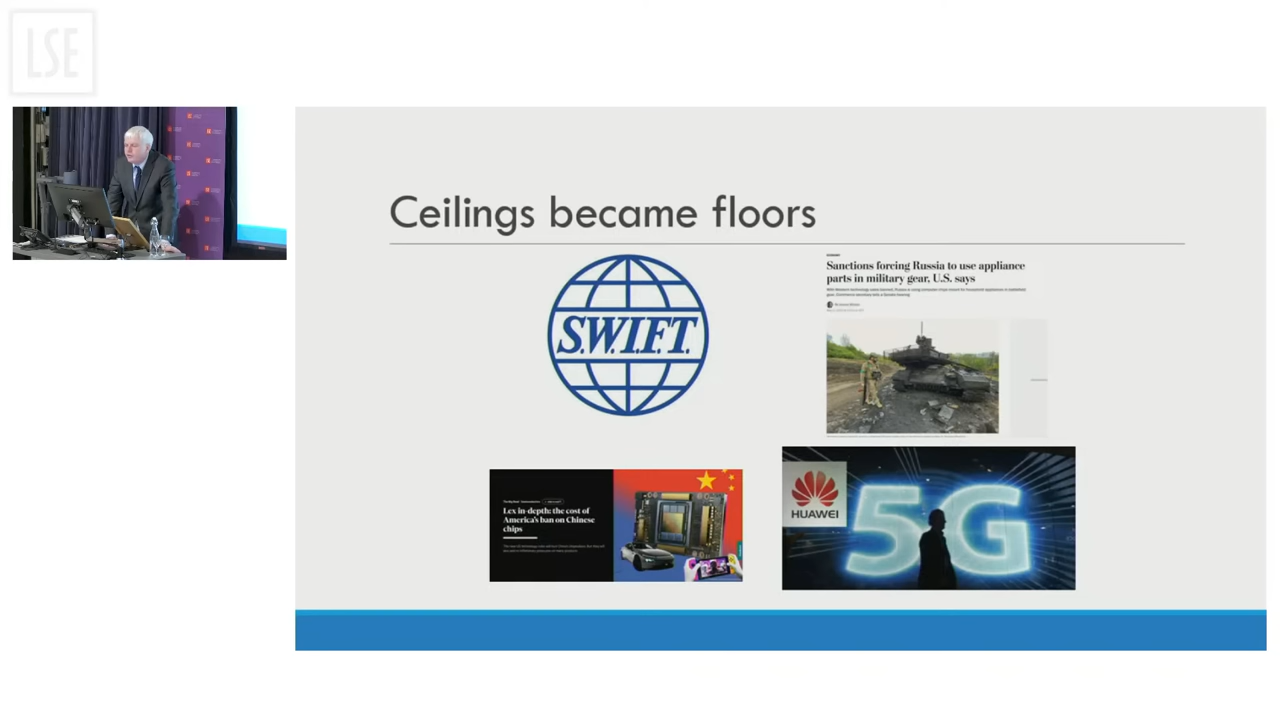 LSE
Ceilings became floors
S.W.I.F.T.
Sanctions forcing Russia to use appliance
parts in military gear, U.S. says
Lex in-depth: the cost of
America's ban on Chinese
chips
HUAWEI
5G